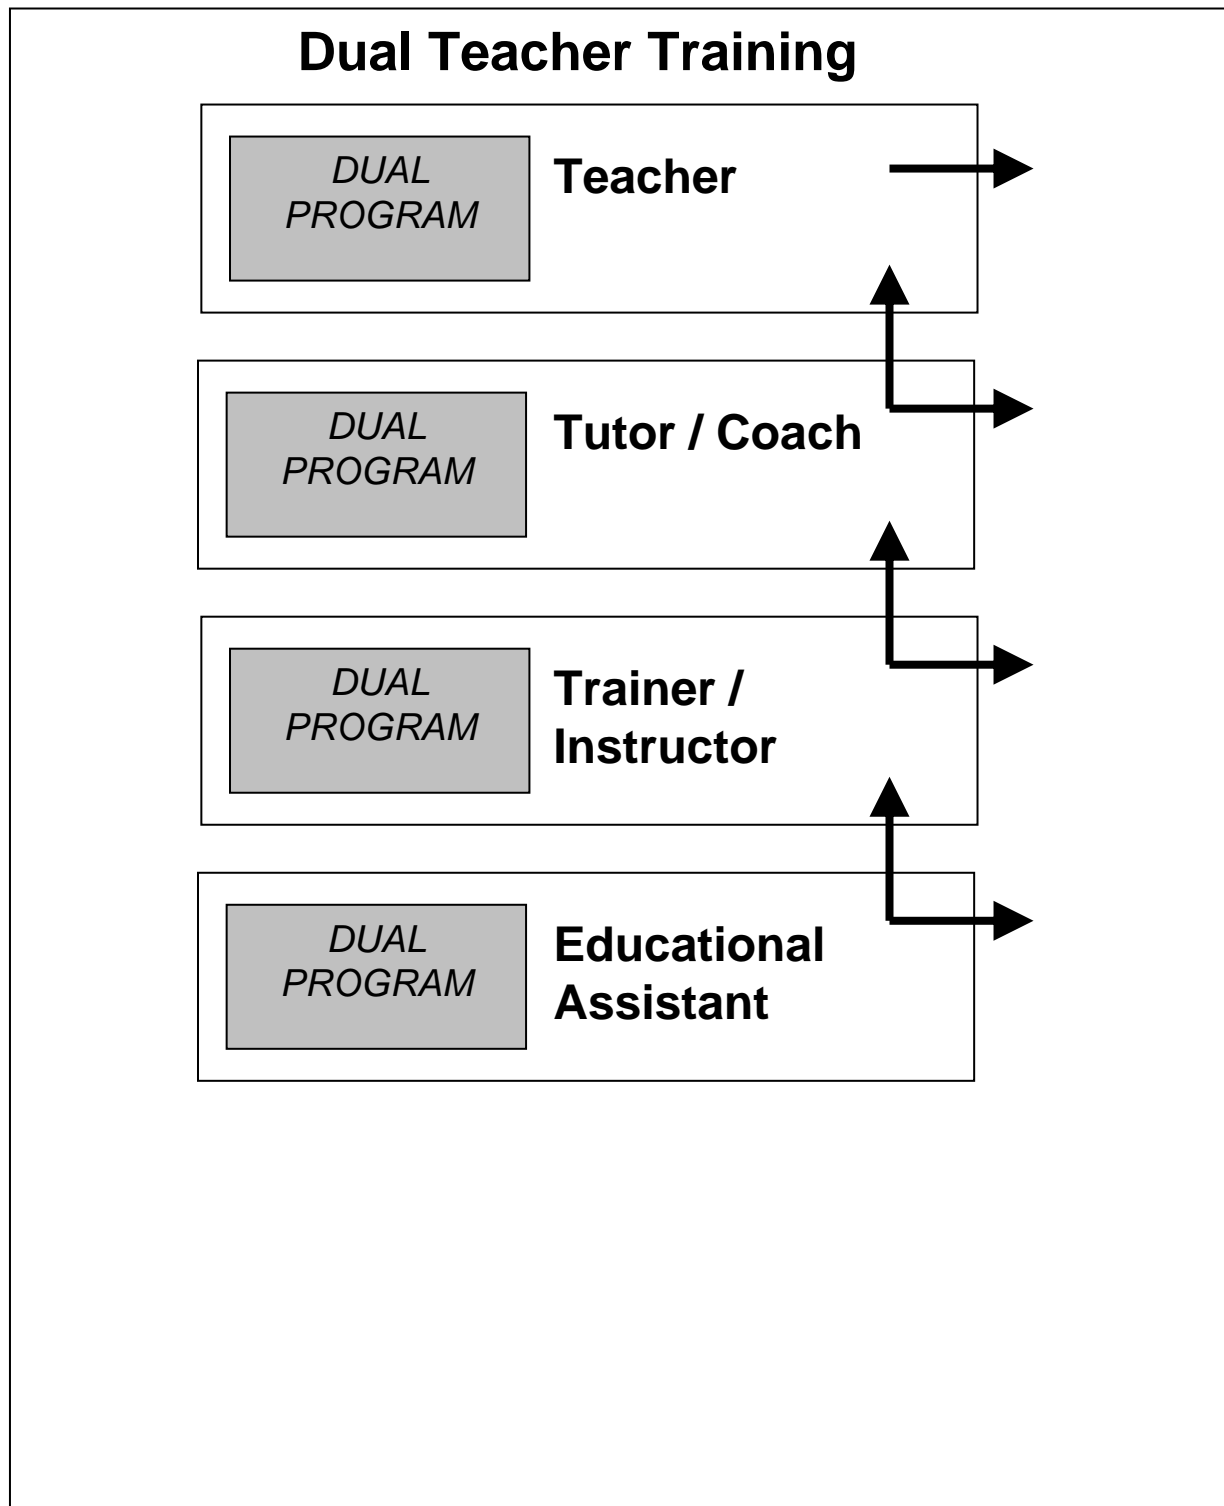 Dual Teacher Training
DUAL
PROGRAM
Teacher
DUAL
PROGRAM
Tutor / Coach
DUAL
PROGRAM
Trainer /
Instructor
DUAL
PROGRAM
Educational
Assistant